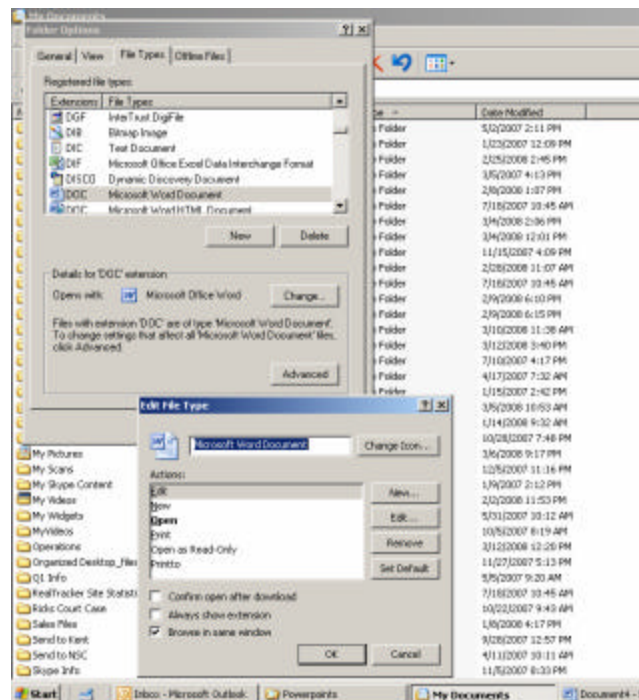 My Documents
Folder Options
General View File Types Offline Files
Registered file types:
Extensions File Types
DGF InterTrust DigiFile
DIB Bitmap Image
DIC Text Document
DIF Microsoft Office Excel Data Interchange Format
DISCO Dynamic Discovery Document
DOC Microsoft Word Document
DOC Microsoft Word HTML Document
New Delete
Details for 'DOC' extension
Opens with: Microsoft Office Word Change...
Files with extension 'DOC' are of type 'Microsoft Word Document'.
To change settings that affect all 'Microsoft Word Document' files,
click Advanced.
Advanced
Date Modified
Folder 5/2/2007 2:11 PM
Folder 1/23/2007 12:09 PM
Folder 2/25/2008 2:45 PM
Folder 3/5/2007 4:13 PM
Folder 2/8/2008 1:07 PM
Folder 7/18/2007 10:45 AM
Folder 3/4/2008 2:06 PM
Folder 3/4/2008 12:01 PM
Folder 11/15/2007 4:09 PM
Folder 2/28/2008 11:07 AM
Folder 7/18/2007 10:45 AM
Folder 2/9/2008 6:10 PM
Folder 2/9/2008 6:15 PM
Folder 3/10/2008 11:38 AM
Folder 3/12/2008 3:40 PM
Folder 7/10/2007 4:17 PM
Folder 4/17/2007 7:32 AM
Folder 1/15/2007 2:42 PM
3/5/2008 10:53 AM
1/14/2008 9:32 AM
10/28/2007 7:48 PM
3/6/2008 9:17 PM
12/5/2007 11:16 PM
1/9/2007 2:12 PM
2/2/2008 11:53 PM
5/31/2007 10:12 AM
10/5/2007 8:19 AM
3/12/2008 12:20 PM
11/27/2007 5:13 PM
5/5/2007 9:20 AM
7/18/2007 10:45 AM
10/22/2007 9:43 AM
1/8/2008 4:17 PM
9/28/2007 12:57 PM
4/11/2007 10:11 AM
11/5/2007 8:33 PM
Edit File Type
Microsoft Word Document Change Icon...
Actions:
Edit
New
Open
Print
Open as Read-Only
Printto
New...
Edit...
Remove
Set Default
Confirm open after download
Always show extension
Browse in same window
OK Cancel
My Pictures
My Scans
My Skype Content
My Videos
My Widgets
MyVideos
Operations
Organized Desktop_files
Q1 Info
RealTracker Site Statisti
Ricks Court Case
Sales Files
Send to Kent
Send to NSC
Skype Info
Start Inbox - Microsoft Outlook Powerpoints My Documents Document4 -